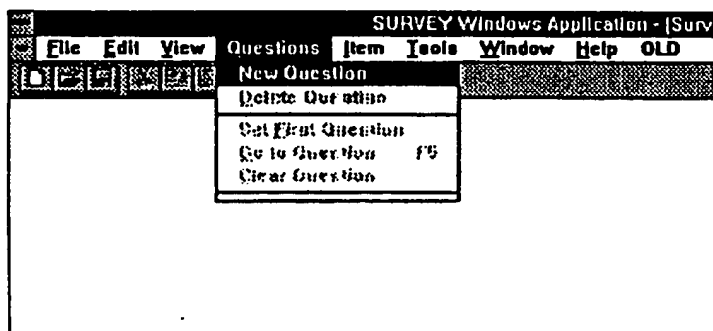 SURVEY Windows Application - [Surv
File Edit View Questions Item Tools Window Help OLD
New Question
Delete Question
Set First Question
Go to Question F5
Clear Question